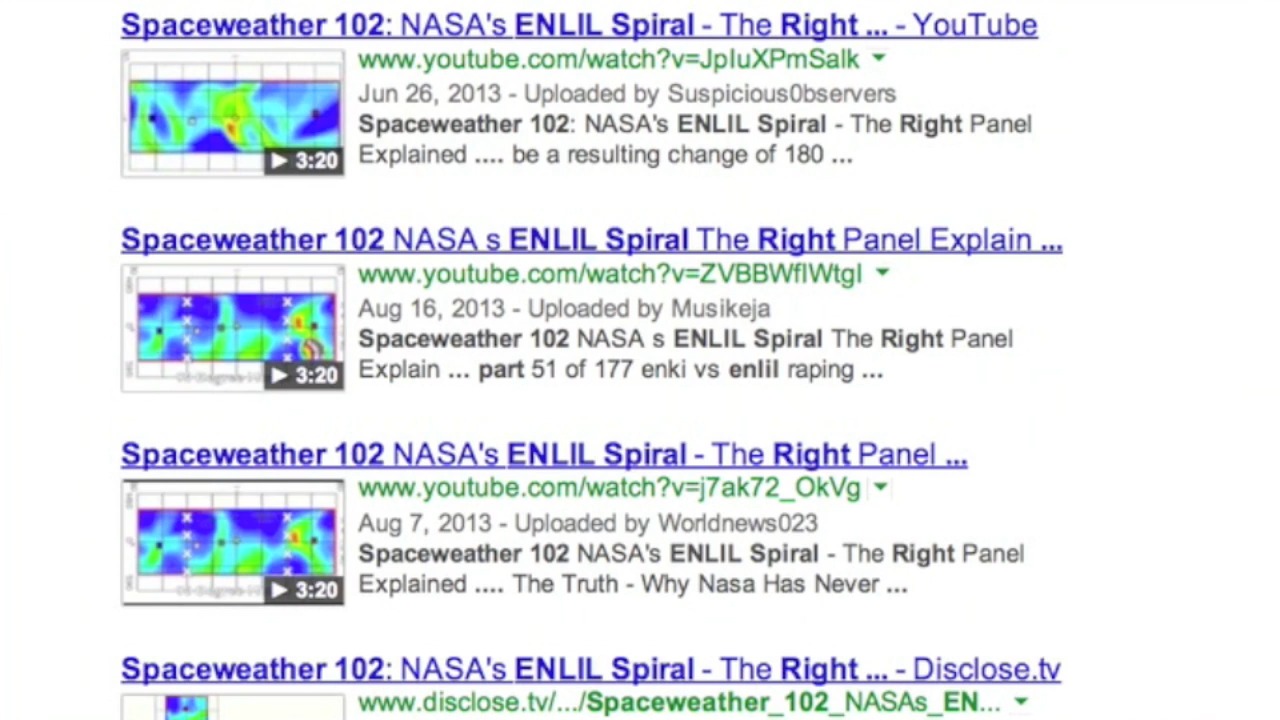 Spaceweather 102: NASA's ENLIL Spiral - The Right ... - YouTube
www.youtube.com/watch?v=JpIuXPmSalk
Jun 26, 2013 - Uploaded by Suspicious0bservers
Spaceweather 102: NASA's ENLIL Spiral - The Right Panel
Explained .... be a resulting change of 180 ...
3:20
Spaceweather 102 NASA s ENLIL Spiral The Right Panel Explain ...
www.youtube.com/watch?v=ZVBBWflWtgI
Aug 16, 2013 - Uploaded by Musikeja
Spaceweather 102 NASA s ENLIL Spiral The Right Panel
Explain ... part 51 of 177 enki vs enlil raping ...
3:20
Spaceweather 102 NASA's ENLIL Spiral - The Right Panel ...
www.youtube.com/watch?v=j7ak72_OkVg
Aug 7, 2013 - Uploaded by Worldnews023
Spaceweather 102 NASA's ENLIL Spiral - The Right Panel
Explained .... The Truth - Why Nasa Has Never ...
3:20
Spaceweather 102: NASA's ENLIL Spiral - The Right ... - Disclose.tv
www.disclose.tv/.../Spaceweather_102_NASAs_EN...